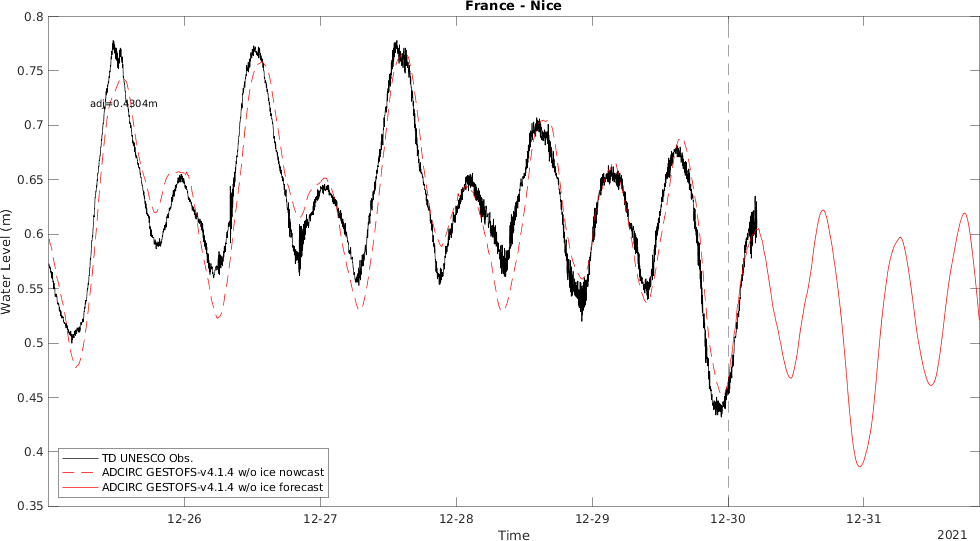 France - Nice
0.8
0.75
0.7
0.65
0.6
0.55
0.5
0.45
0.4
0.35
Water Level (m)
adj=0.4304m
TD UNESCO Obs.
ADCIRC GESTOFS-v4.1.4 w/o ice nowcast
ADCIRC GESTOFS-v4.1.4 w/o ice forecast
12-26 12-27 12-28 12-29 12-30 12-31
Time
2021